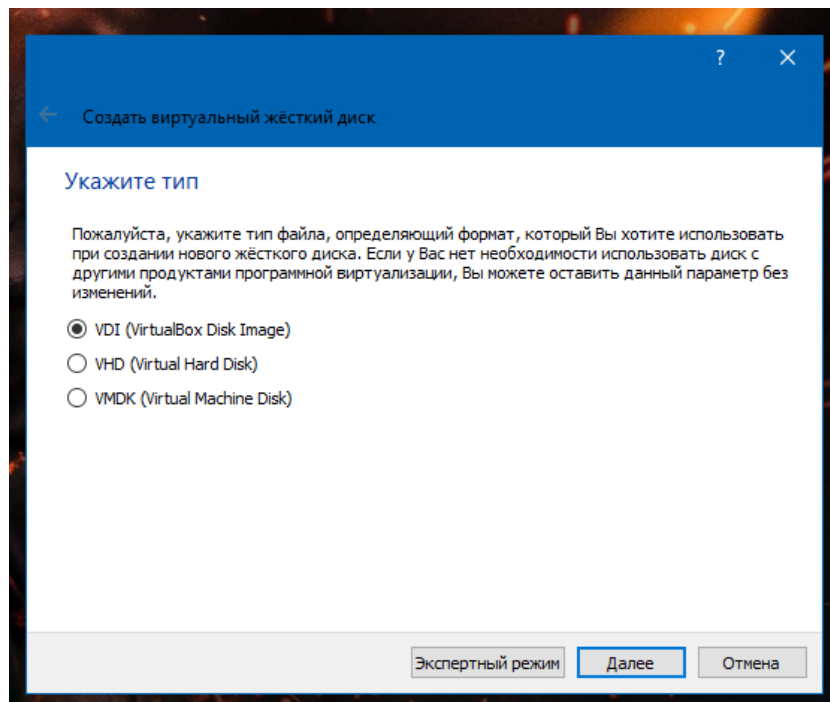 ?
Создать виртуальный жёсткий диск
Укажите тип
Пожалуйста, укажите тип файла, определяющий формат, который Вы хотите использовать
при создании нового жёсткого диска. Если у Вас нет необходимости использовать диск с
другими продуктами программной виртуализации, Вы можете оставить данный параметр без
изменений.
VDI (VirtualBox Disk Image)
VHD (Virtual Hard Disk)
VMDK (Virtual Machine Disk)
Экспертный режим Далее Отмена